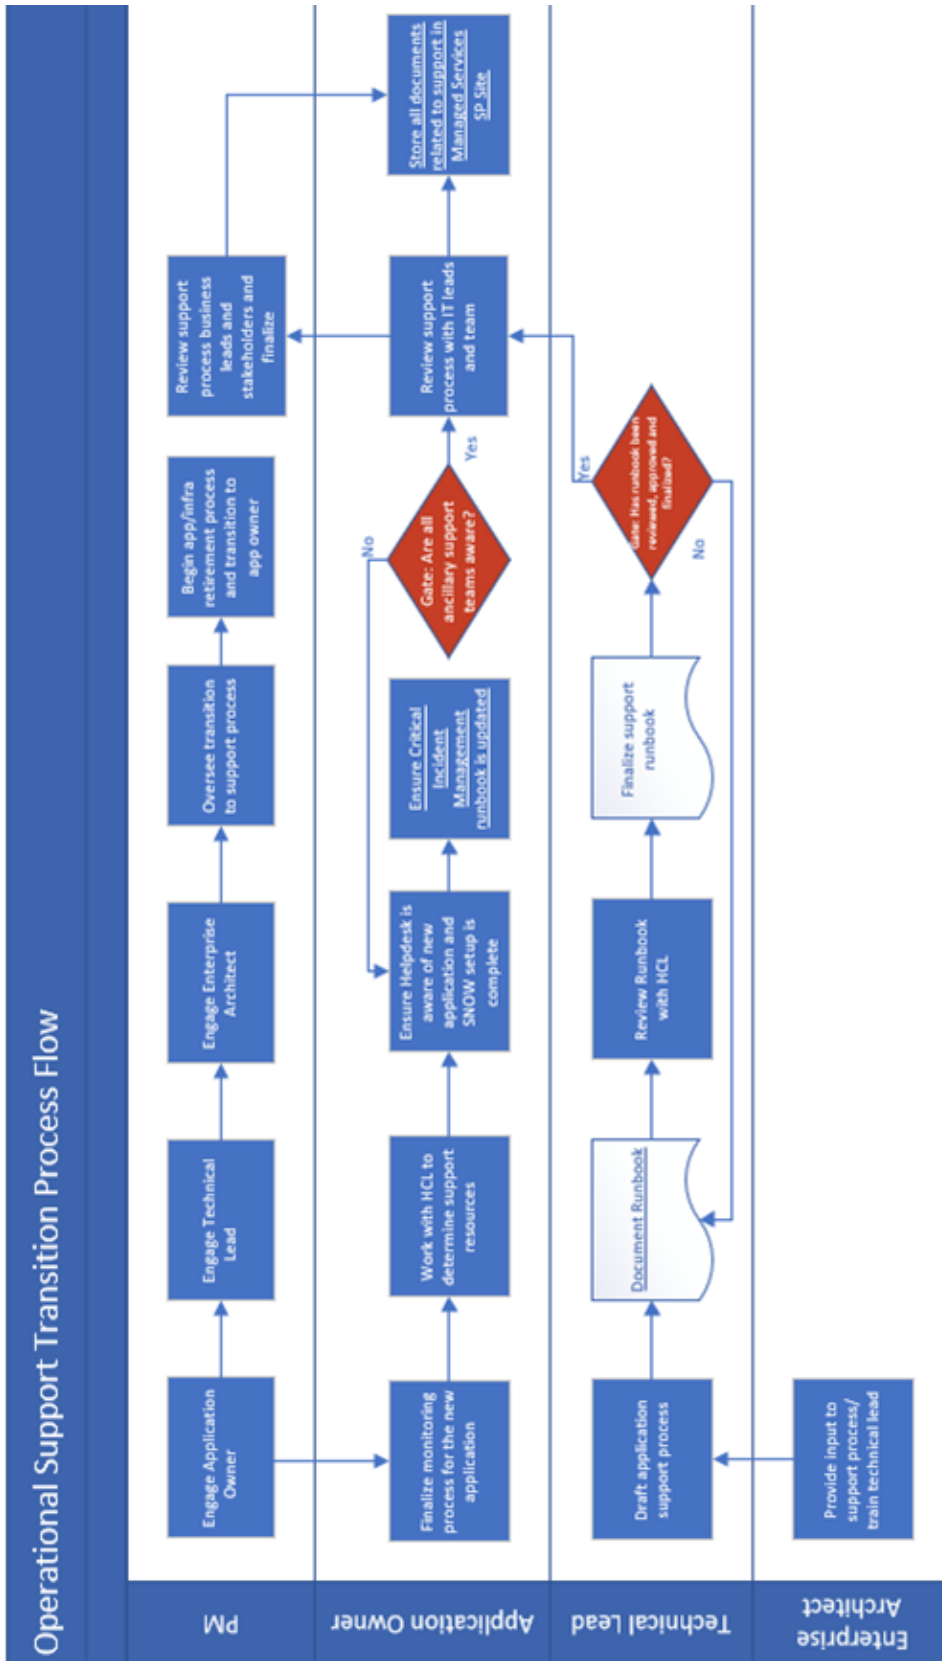 Operational Support Transition Process Flow
PM
Engage Application
Owner
Engage Technical
Lead
Engage Enterprise
Architect
Oversee transition
to support process
Begin app/infra
retirement process
and transition to
app owner
Review support
process business
leads and
stakeholders and
finalize
Application Owner
Finalize monitoring
process for the new
application
Work with HCL to
determine support
resources
Ensure Helpdesk is
aware of new
application and
SNOW setup is
complete
Ensure Critical
Incident
Management
runbook is updated
No
Gate: Are all
ancillary support
teams aware?
Yes
Review support
process with IT leads
and team
Store all documents
related to support in
Managed Services
SP Site
Technical Lead
Draft application
support process
Document Runbook
Review Runbook
with HCL
Finalize support
runbook
Gate: Has runbook been
reviewed, approved and
finalized?
Yes
No
Enterprise
Architect
Provide input to
support process/
train technical lead